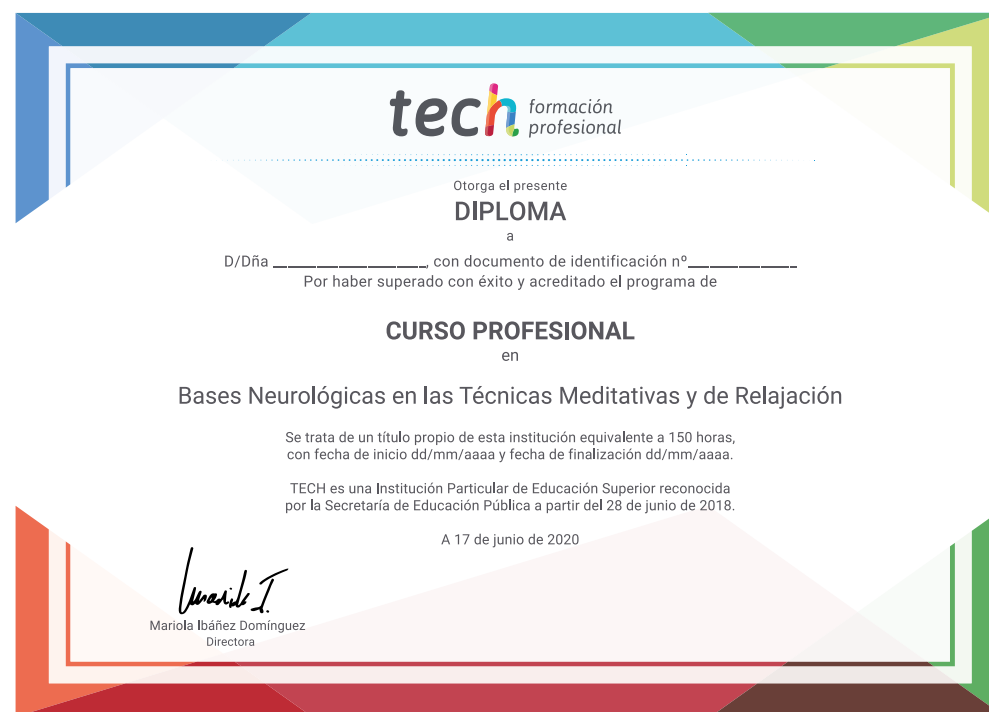 tech formación
profesional
Otorga el presente
DIPLOMA
a
D/Dña ______________________, con documento de identificación nº_______________
Por haber superado con éxito y acreditado el programa de
CURSO PROFESIONAL
en
Bases Neurológicas en las Técnicas Meditativas y de Relajación
Se trata de un título propio de esta institución equivalente a 150 horas,
con fecha de inicio dd/mm/aaaa y fecha de finalización dd/mm/aaaa.
TECH es una Institución Particular de Educación Superior reconocida
por la Secretaría de Educación Pública a partir del 28 de junio de 2018.
A 17 de junio de 2020
Mariola Ibáñez Domínguez
Directora